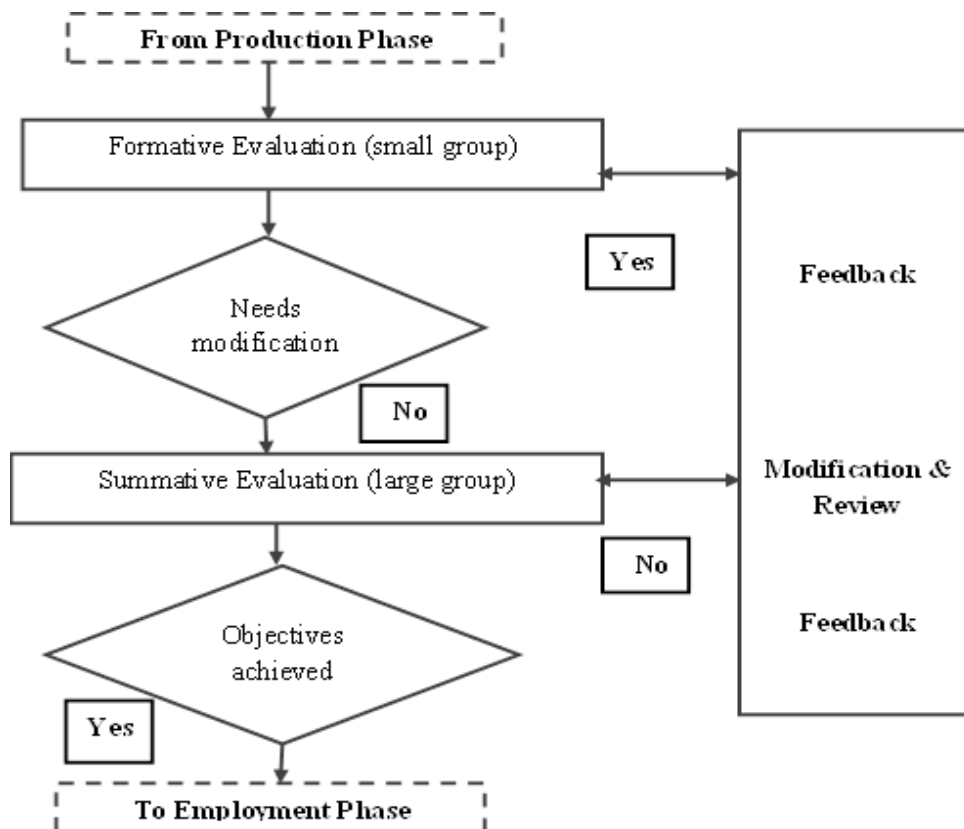 From Production Phase
Formative Evaluation (small group)
Yes
Feedback
Needs
modification
No
Summative Evaluation (large group)
Modification &
Review
No
Feedback
Objectives
achieved
Yes
To Employment Phase